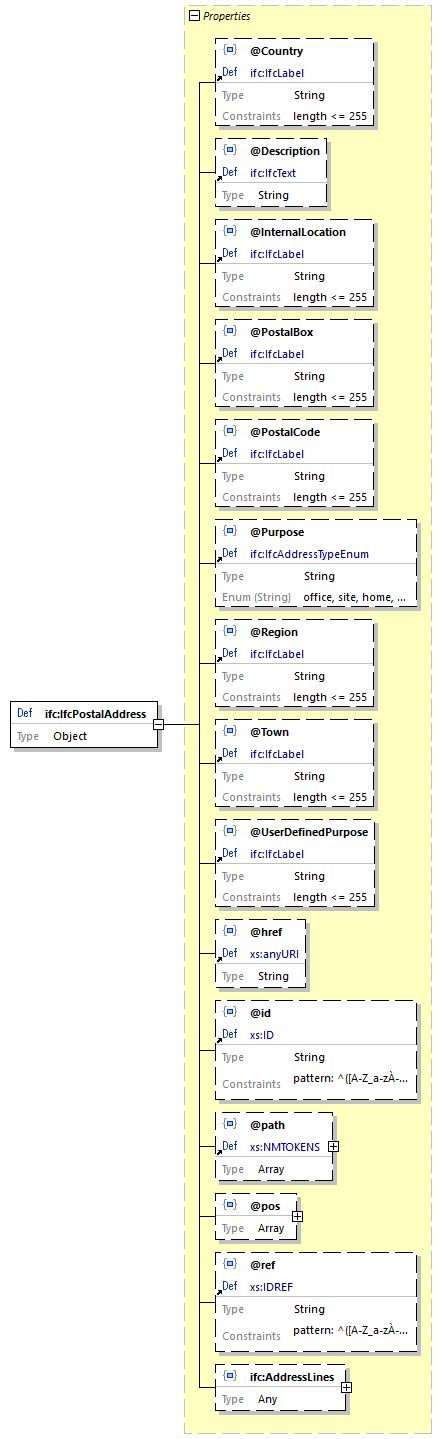 Properties
@Country
Def ifc:IfcLabel
Type String
Constraints length <= 255
@Description
Def ifc:IfcText
Type String
@InternalLocation
Def ifc:IfcLabel
Type String
Constraints length <= 255
@PostalBox
Def ifc:IfcLabel
Type String
Constraints length <= 255
@PostalCode
Def ifc:IfcLabel
Type String
Constraints length <= 255
@Purpose
Def ifc:IfcAddressTypeEnum
Type String
Enum (String) office, site, home, ...
@Region
Def ifc:IfcLabel
Type String
Constraints length <= 255
Def ifc:IfcPostalAddress
Type Object
@Town
Def ifc:IfcLabel
Type String
Constraints length <= 255
@UserDefinedPurpose
Def ifc:IfcLabel
Type String
Constraints length <= 255
@href
Def xs:anyURI
Type String
@id
Def xs:ID
Type String
Constraints pattern: ^([A-Z_a-zÀ-...
@path
Def xs:NMTOKENS
Type Array
@pos
Type Array
@ref
Def xs:IDREF
Type String
Constraints pattern: ^([A-Z_a-zÀ-...
ifc:AddressLines
Type Any